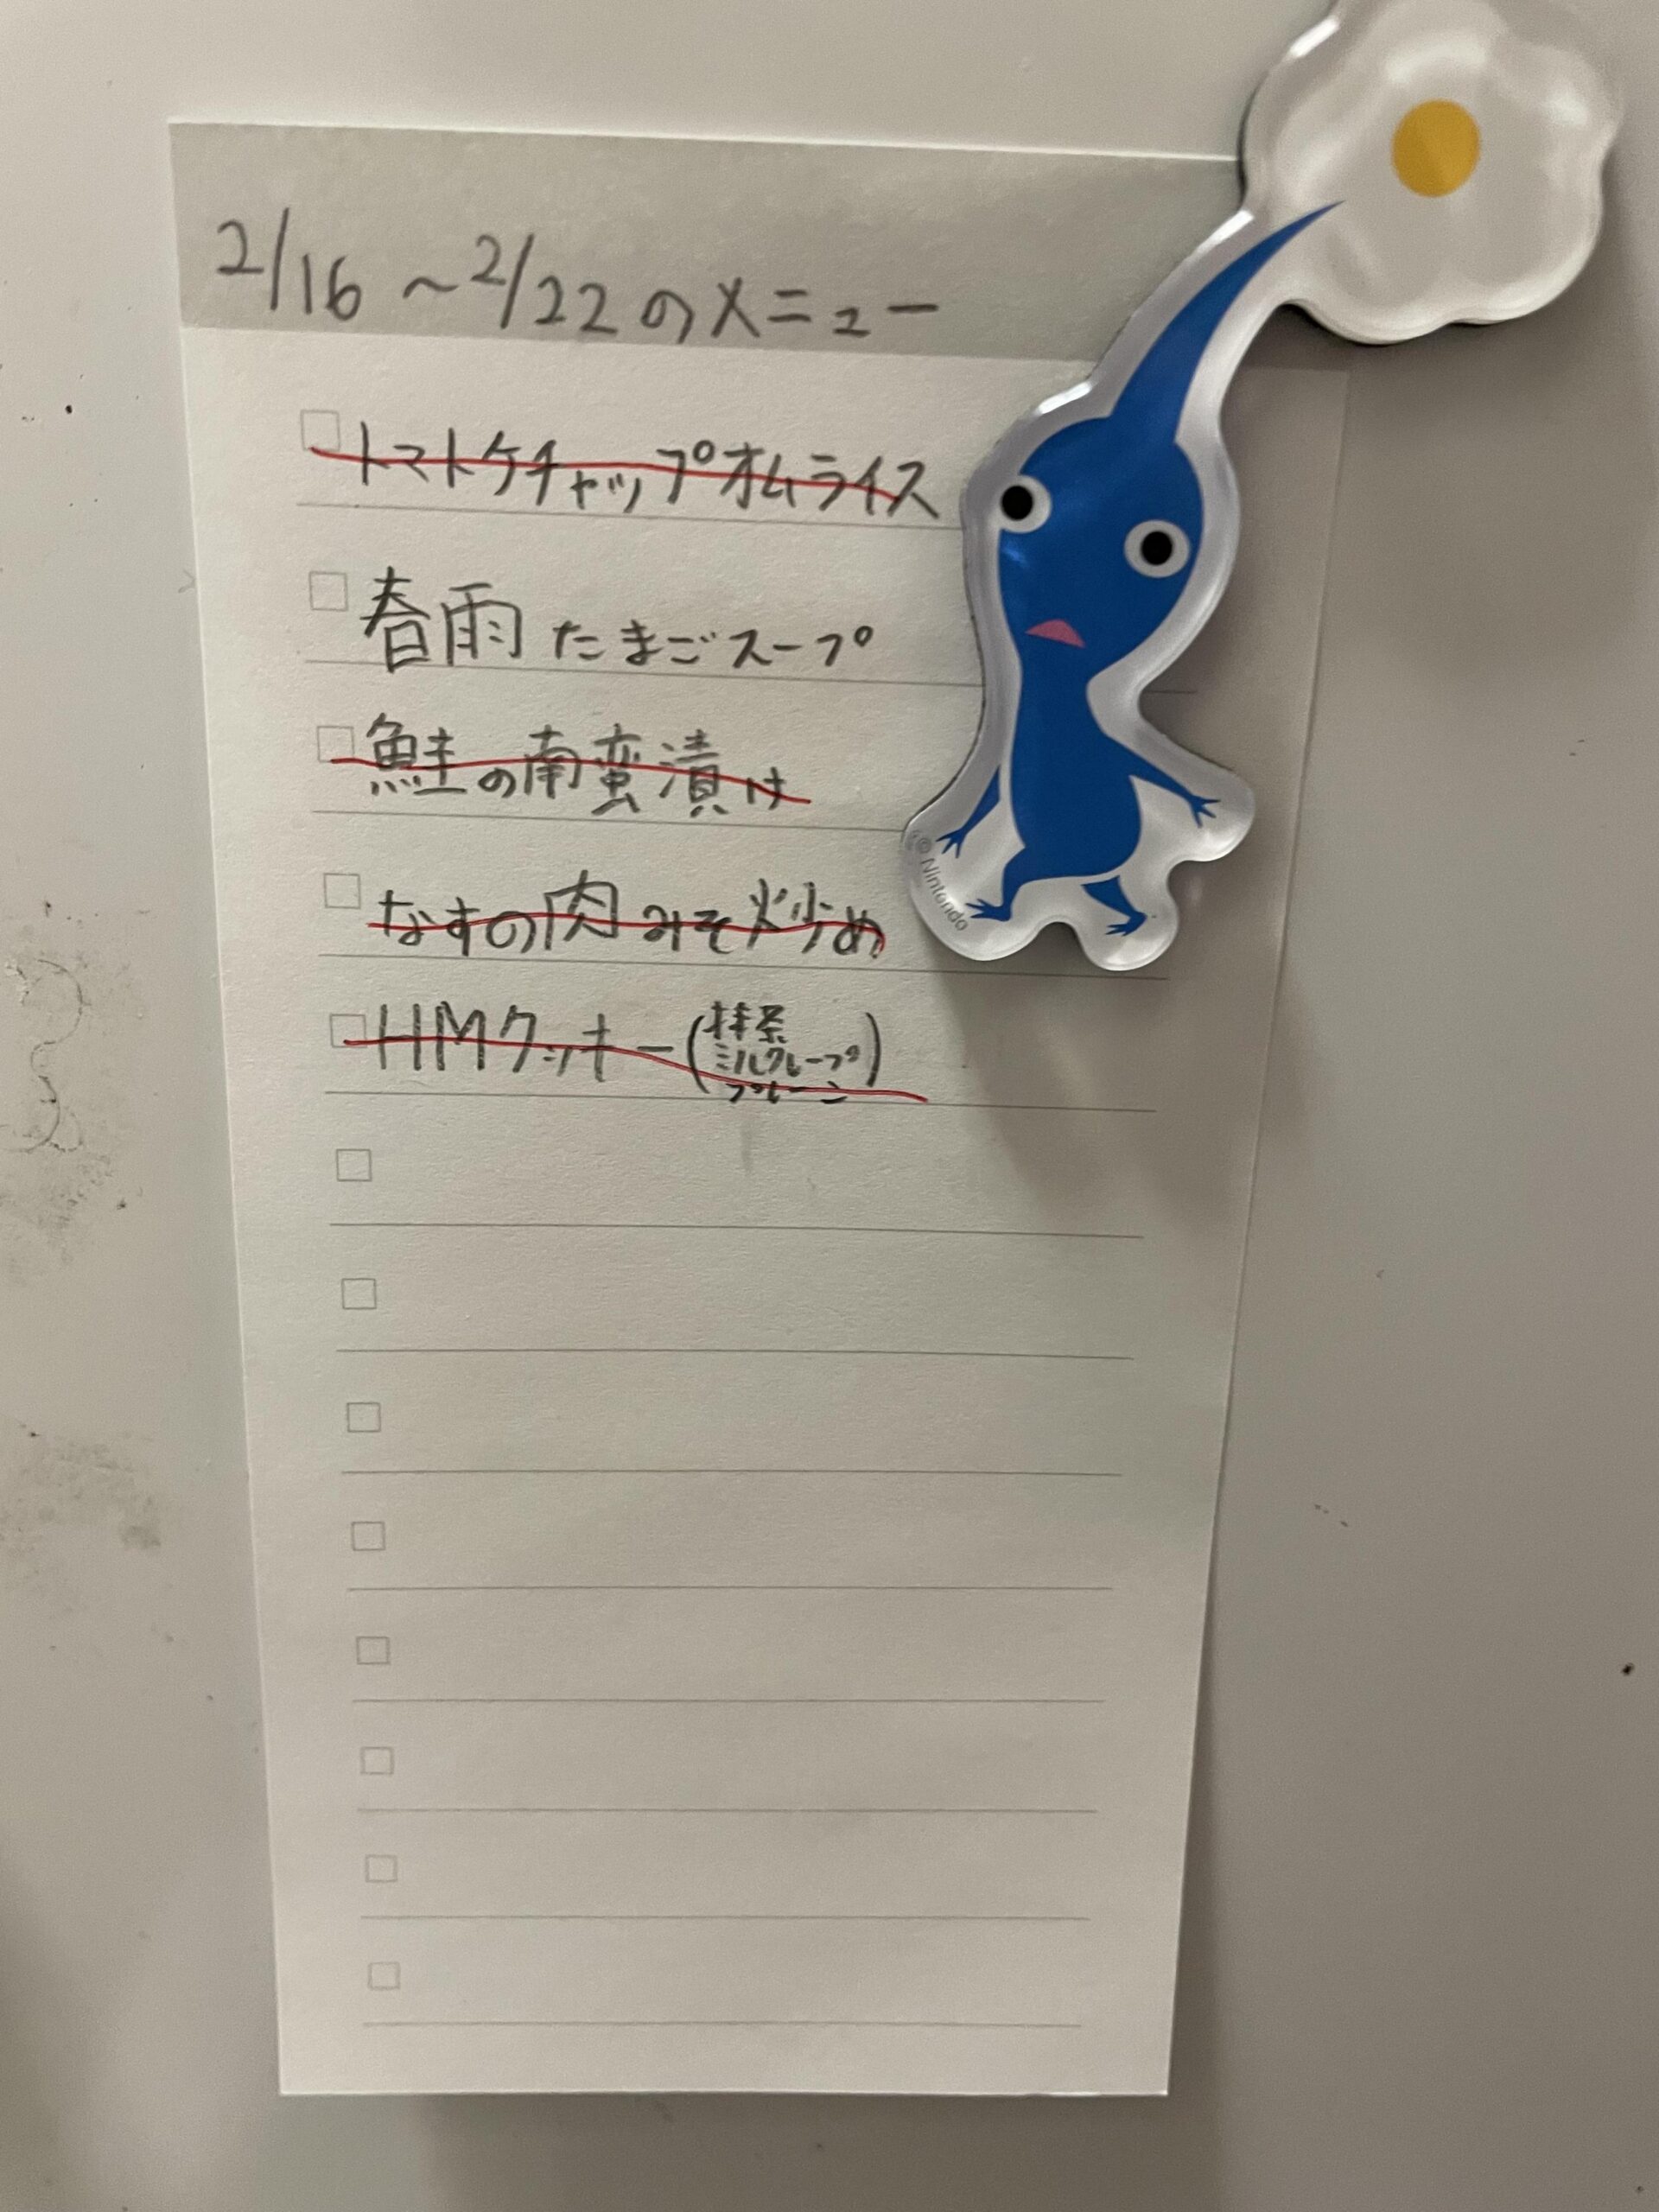 2/16～2/22のメニュー
トマトケチャップオムライス
春雨たまごスープ
鮭の南蛮漬け
なすの肉みそ炒め
HMクッキー(抹茶
ミルクレープ
プレーン)
©Nintendo